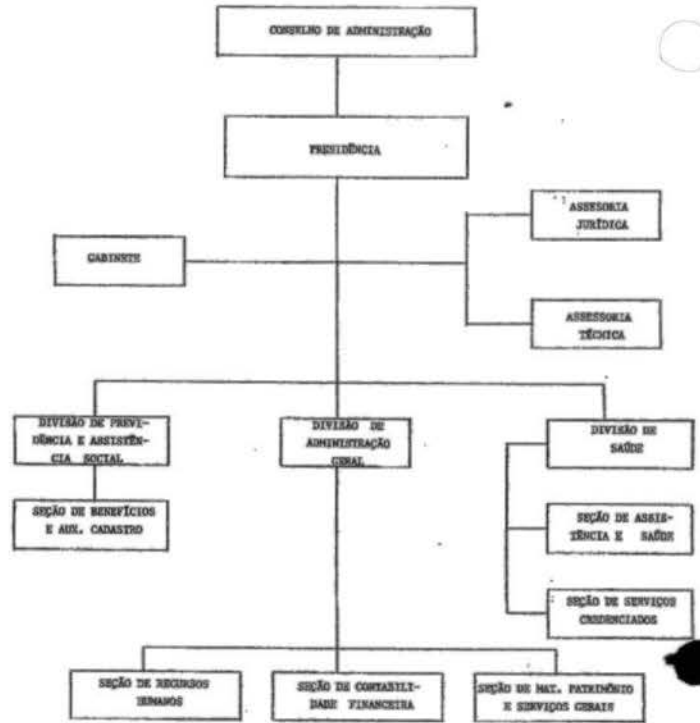 CONSELHO DE ADMINISTRAÇÃO
PRESIDÊNCIA
ASSESORIA
JURÍDICA
GABINETE
ASSESSORIA
TÉCNICA
DIVISÃO DE PREVI-
DÊNCIA E ASSISTÊN-
CIA SOCIAL
DIVISÃO DE
ADMINISTRAÇÃO
GERAL
DIVISÃO DE
SAÚDE
SEÇÃO DE BENEFÍCIOS
E AUX. CADASTRO
SEÇÃO DE ASSIS-
TÊNCIA E SAÚDE
SEÇÃO DE SERVIÇOS
CREDENCIADOS
SEÇÃO DE RECURSOS
HUMANOS
SEÇÃO DE CONTABILI-
DADE FINANCEIRA
SEÇÃO DE MAT. PATRIMÔNIO
E SERVIÇOS GERAIS